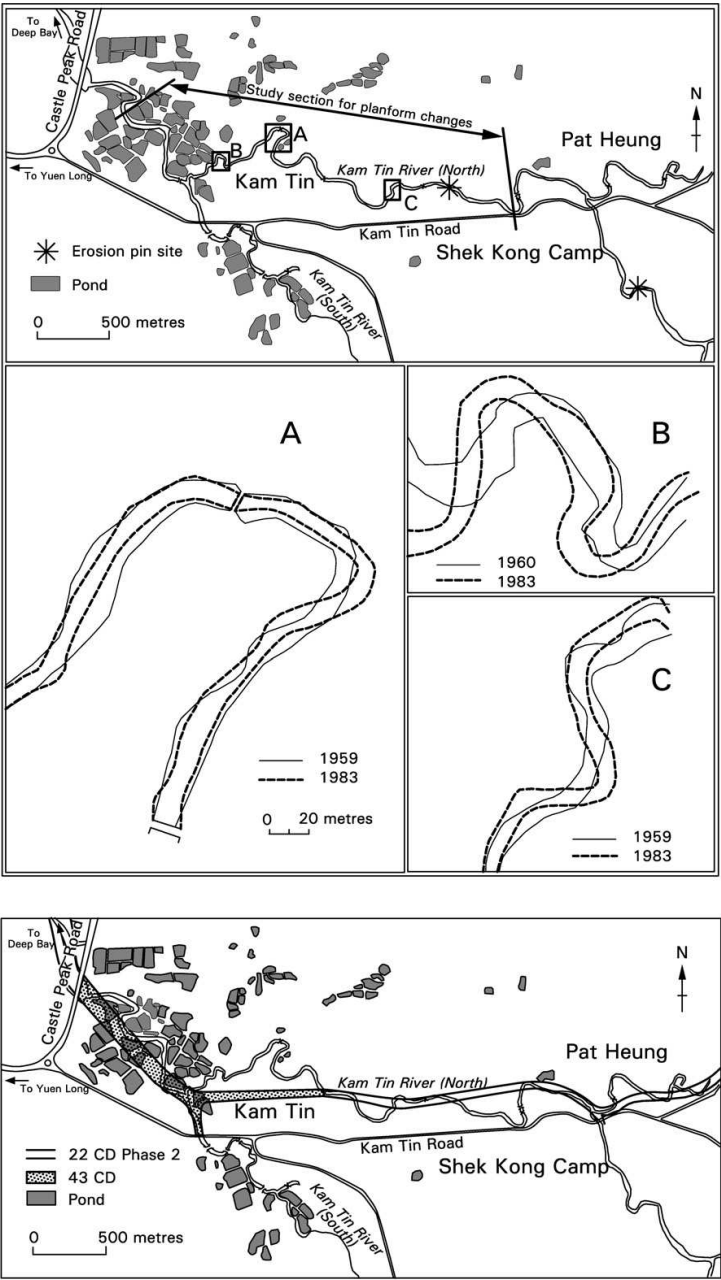 To
Deep Bay
Castle Peak Road
To Yuen Long
Study section for planform changes
N
A
B
Kam Tin
Kam Tin River (North)
C
Pat Heung
Kam Tin Road
Shek Kong Camp
Erosion pin site
Pond
0 500 metres
Kam Tin River
(South)
A
1959
1983
0 20 metres
B
1960
1983
C
1959
1983
To
Deep Bay
Castle Peak Road
To Yuen Long
N
Pat Heung
Kam Tin River (North)
Kam Tin
Kam Tin Road
Shek Kong Camp
22 CD Phase 2
43 CD
Pond
0 500 metres
Kam Tin River
(South)